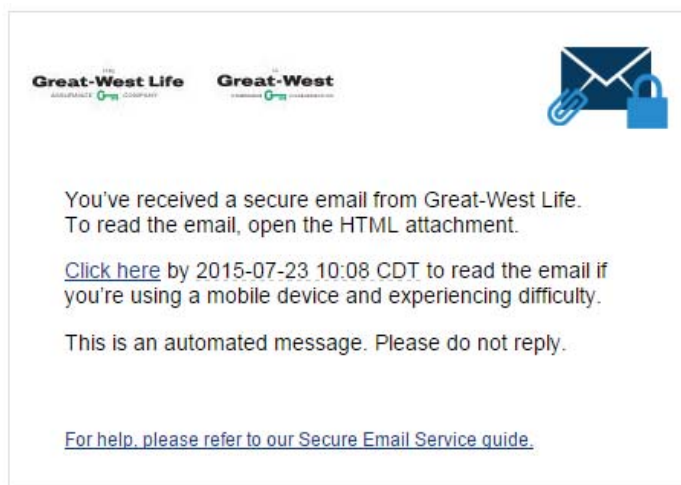 Great-West Life
ASSURANCE COMPANY
Great-West
You've received a secure email from Great-West Life.
To read the email, open the HTML attachment.
Click here by 2015-07-23 10:08 CDT to read the email if
you're using a mobile device and experiencing difficulty.
This is an automated message. Please do not reply.
For help, please refer to our Secure Email Service guide.